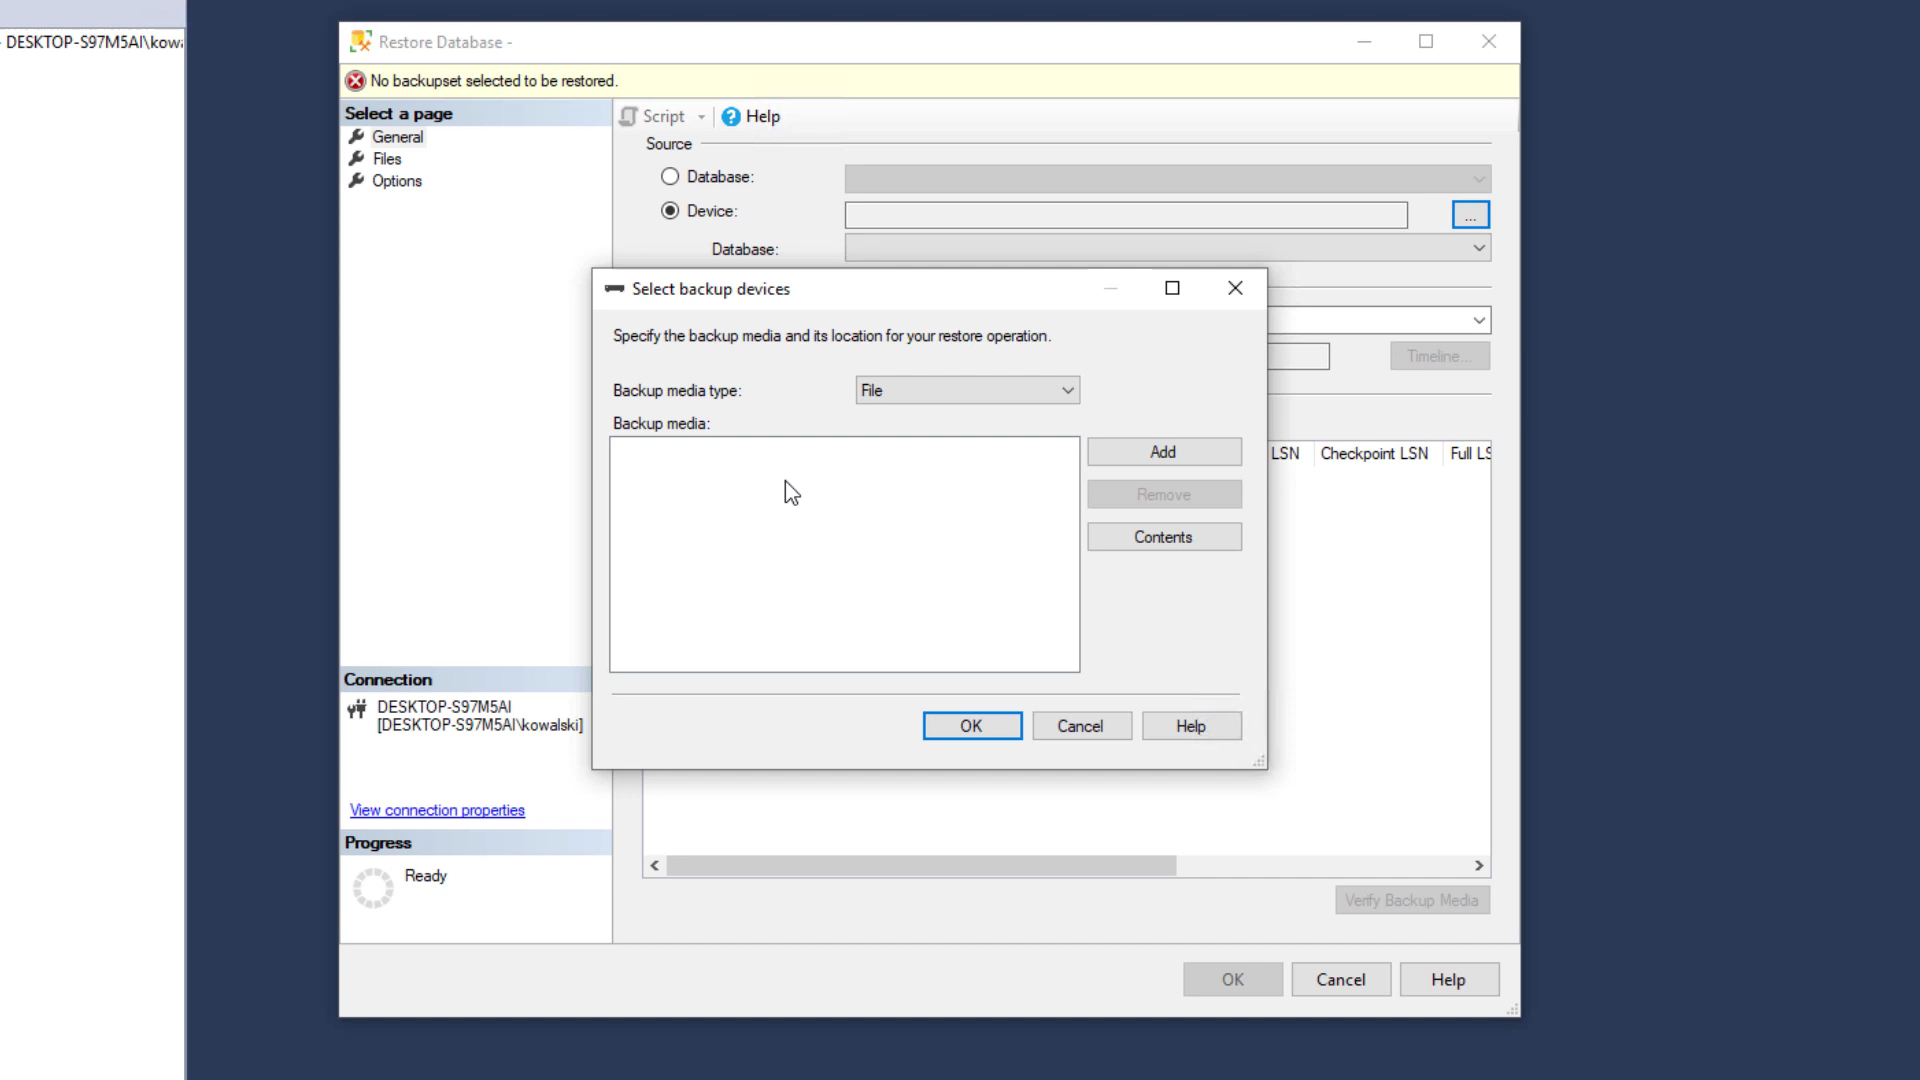 - DESKTOP-S97M5AI\kowa
Restore Database -
No backupset selected to be restored.
Select a page
General
Files
Options
Script
Help
Source
Database:
Device:
...
Database:
Select backup devices
Specify the backup media and its location for your restore operation.
Backup media type:
File
Backup media:
Add
Remove
Contents
OK
Cancel
Help
Timeline...
LSN
Checkpoint LSN
Full LS
Connection
DESKTOP-S97M5AI
[DESKTOP-S97M5AI\kowalski]
View connection properties
Progress
Ready
Verify Backup Media
OK
Cancel
Help